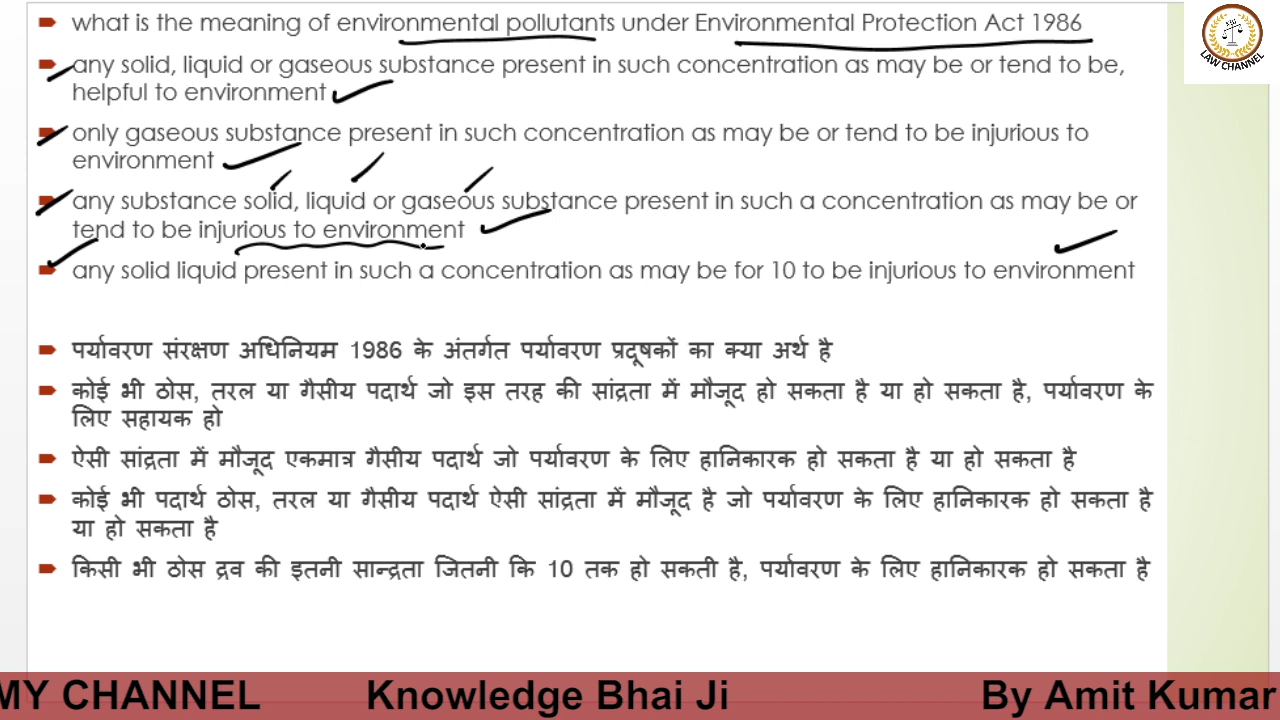 what is the meaning of environmental pollutants under Environmental Protection Act 1986
any solid, liquid or gaseous substance present in such concentration as may be or tend to be,
helpful to environment
only gaseous substance present in such concentration as may be or tend to be injurious to
environment
any substance solid, liquid or gaseous substance present in such a concentration as may be or
tend to be injurious to environment
any solid liquid present in such a concentration as may be for 10 to be injurious to environment
पर्यावरण संरक्षण अधिनियम 1986 के अंतर्गत पर्यावरण प्रदूषकों का क्या अर्थ है
कोई भी ठोस, तरल या गैसीय पदार्थ जो इस तरह की सांद्रता में मौजूद हो सकता है या हो सकता है, पर्यावरण के
लिए सहायक हो
ऐसी सांद्रता में मौजूद एकमात्र गैसीय पदार्थ जो पर्यावरण के लिए हानिकारक हो सकता है या हो सकता है
कोई भी पदार्थ ठोस, तरल या गैसीय पदार्थ ऐसी सांद्रता में मौजूद है जो पर्यावरण के लिए हानिकारक हो सकता है
या हो सकता है
किसी भी ठोस द्रव की इतनी सान्द्रता जितनी कि 10 तक हो सकती है, पर्यावरण के लिए हानिकारक हो सकता है
LAW CHANNEL
MY CHANNEL Knowledge Bhai Ji By Amit Kumar